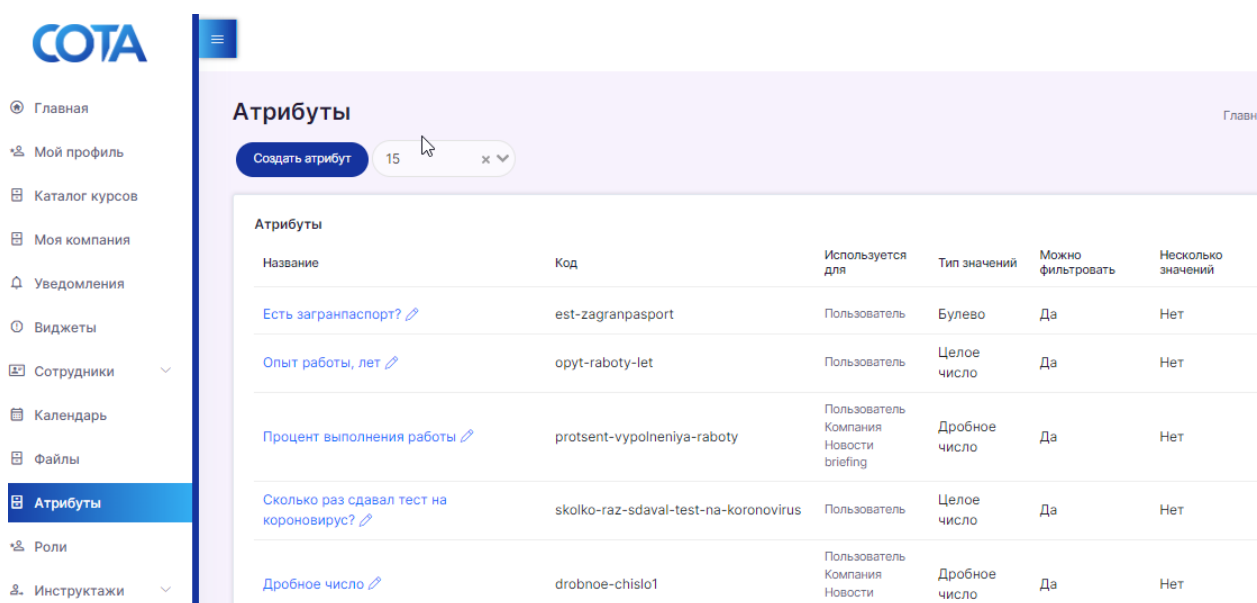 СОТА
Главная
Мой профиль
Каталог курсов
Моя компания
Уведомления
Виджеты
Сотрудники
Календарь
Файлы
Атрибуты
Роли
Инструктажи
Атрибуты
Главн
Создать атрибут
15
Атрибуты
Название Код Используется для Тип значений Можно фильтровать Несколько значений
Есть загранпаспорт? est-zagranpasport Пользователь Булево Да Нет
Опыт работы, лет opyt-raboty-let Пользователь Целое число Да Нет
Процент выполнения работы protsent-vypolneniya-raboty Пользователь Компания Новости briefing Дробное число Да Нет
Сколько раз сдавал тест на короновирус? skolko-raz-sdaval-test-na-koronovirus Пользователь Целое число Да Нет
Дробное число drobnoe-chislo1 Пользователь Компания Новости Дробное число Да Нет